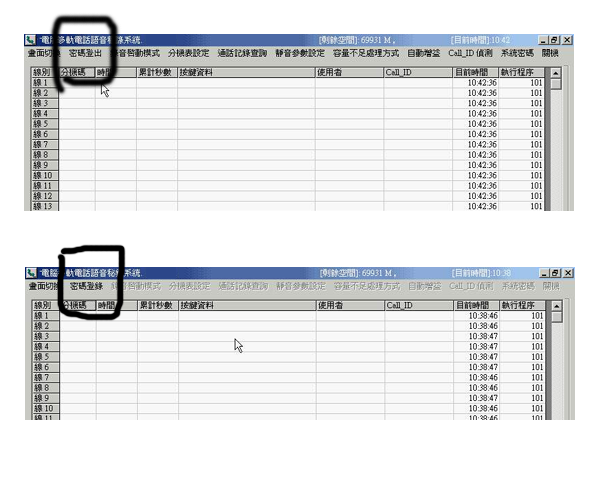 電腦多軌電話語音秘錄系統. [剩餘空間]: 69931 M , [目前時間]:10:42
畫面切換 密碼登出 錄音啟動模式 分機表設定 通話記錄查詢 靜音參數設定 容量不足處理方式 自動增益 Call_ID 偵測 系統密碼 關機
線別 分機碼 時間 累計秒數 按鍵資料 使用者 Call_ID 目前時間 執行程序
線 1 10:42:36 101
線 2 10:42:36 101
線 3 10:42:36 101
線 4 10:42:36 101
線 5 10:42:36 101
線 6 10:42:36 101
線 7 10:42:36 101
線 8 10:42:36 101
線 9 10:42:36 101
線 10 10:42:36 101
線 11 10:42:36 101
線 12 10:42:36 101
線 13 10:42:36 101
電腦多軌電話語音秘錄系統. [剩餘空間]: 69931 M , [目前時間]:10:38
畫面切換 密碼登錄 錄音啟動模式 分機表設定 通話記錄查詢 靜音參數設定 容量不足處理方式 自動增益 Call_ID 偵測 系統密碼 關機
線別 分機碼 時間 累計秒數 按鍵資料 使用者 Call_ID 目前時間 執行程序
線 1 10:38:46 101
線 2 10:38:46 101
線 3 10:38:46 101
線 4 10:38:47 101
線 5 10:38:47 101
線 6 10:38:47 101
線 7 10:38:46 101
線 8 10:38:46 101
線 9 10:38:47 101
線 10 10:38:46 101
線 11 10:38:46 101